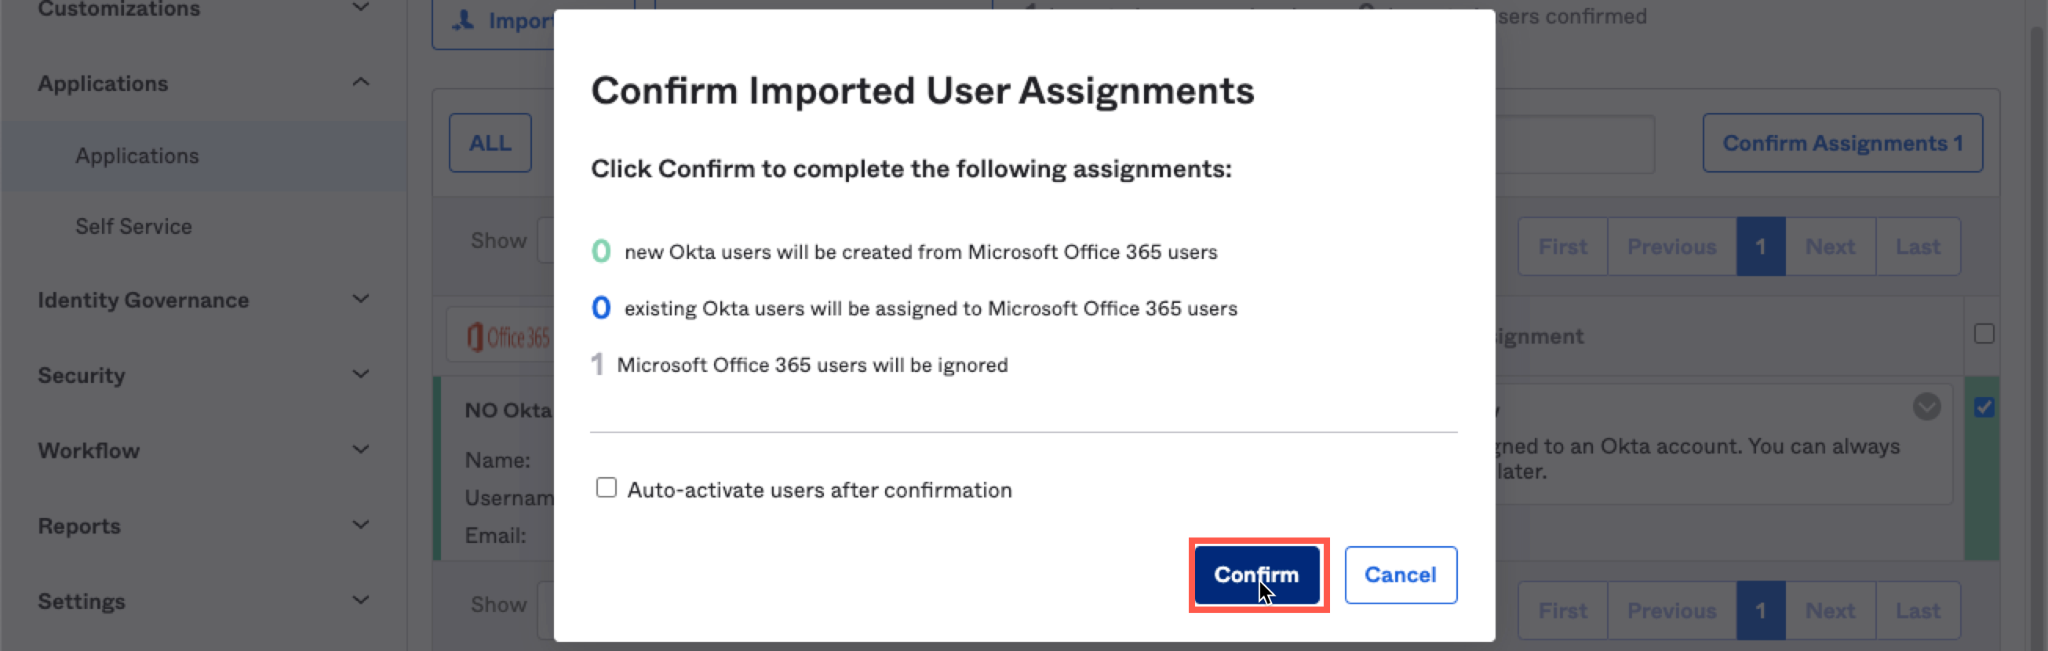 Customizations
Applications
Applications
Self Service
Identity Governance
Security
Workflow
Reports
Settings
Import
sers confirmed
ALL
Confirm Assignments 1
Show
First Previous 1 Next Last
Office 365
ignment
NO Okta
Name:
Usernam
Email:
gned to an Okta account. You can always
later.
Show
First Previous 1 Next Last
Confirm Imported User Assignments
Click Confirm to complete the following assignments:
0 new Okta users will be created from Microsoft Office 365 users
0 existing Okta users will be assigned to Microsoft Office 365 users
1 Microsoft Office 365 users will be ignored
Auto-activate users after confirmation
Confirm Cancel